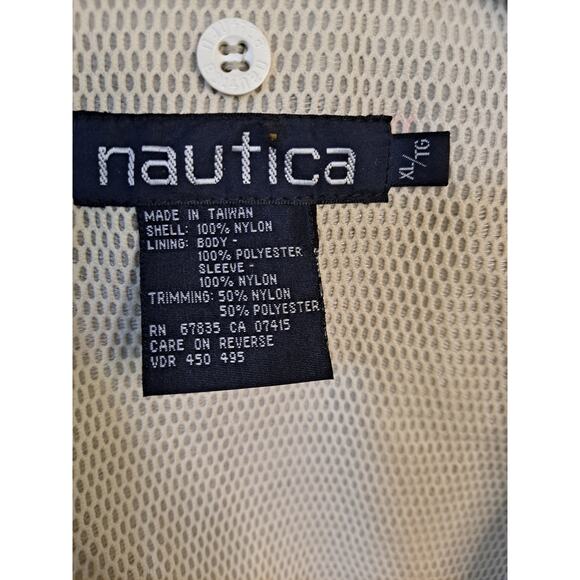 nautica
XL/TG
MADE IN TAIWAN
SHELL: 100% NYLON
LINING: BODY -
100% POLYESTER
SLEEVE -
100% NYLON
TRIMMING: 50% NYLON
50% POLYESTER
RN 67835 CA 07415
CARE ON REVERSE
VDR 450 495